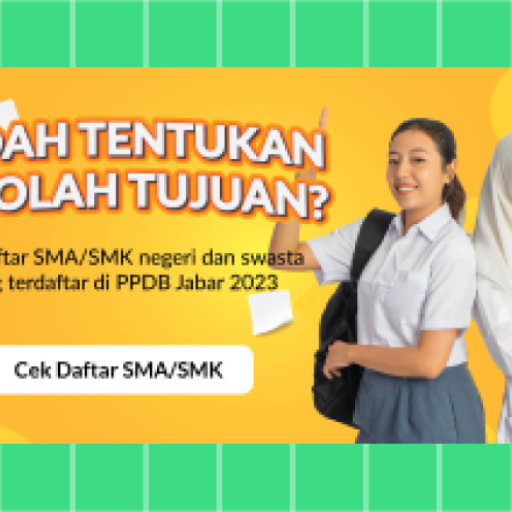 DAH TENTUKAN
OLAH TUJUAN?
ftar SMA/SMK negeri dan swasta
g terdaftar di PPDB Jabar 2023
Cek Daftar SMA/SMK